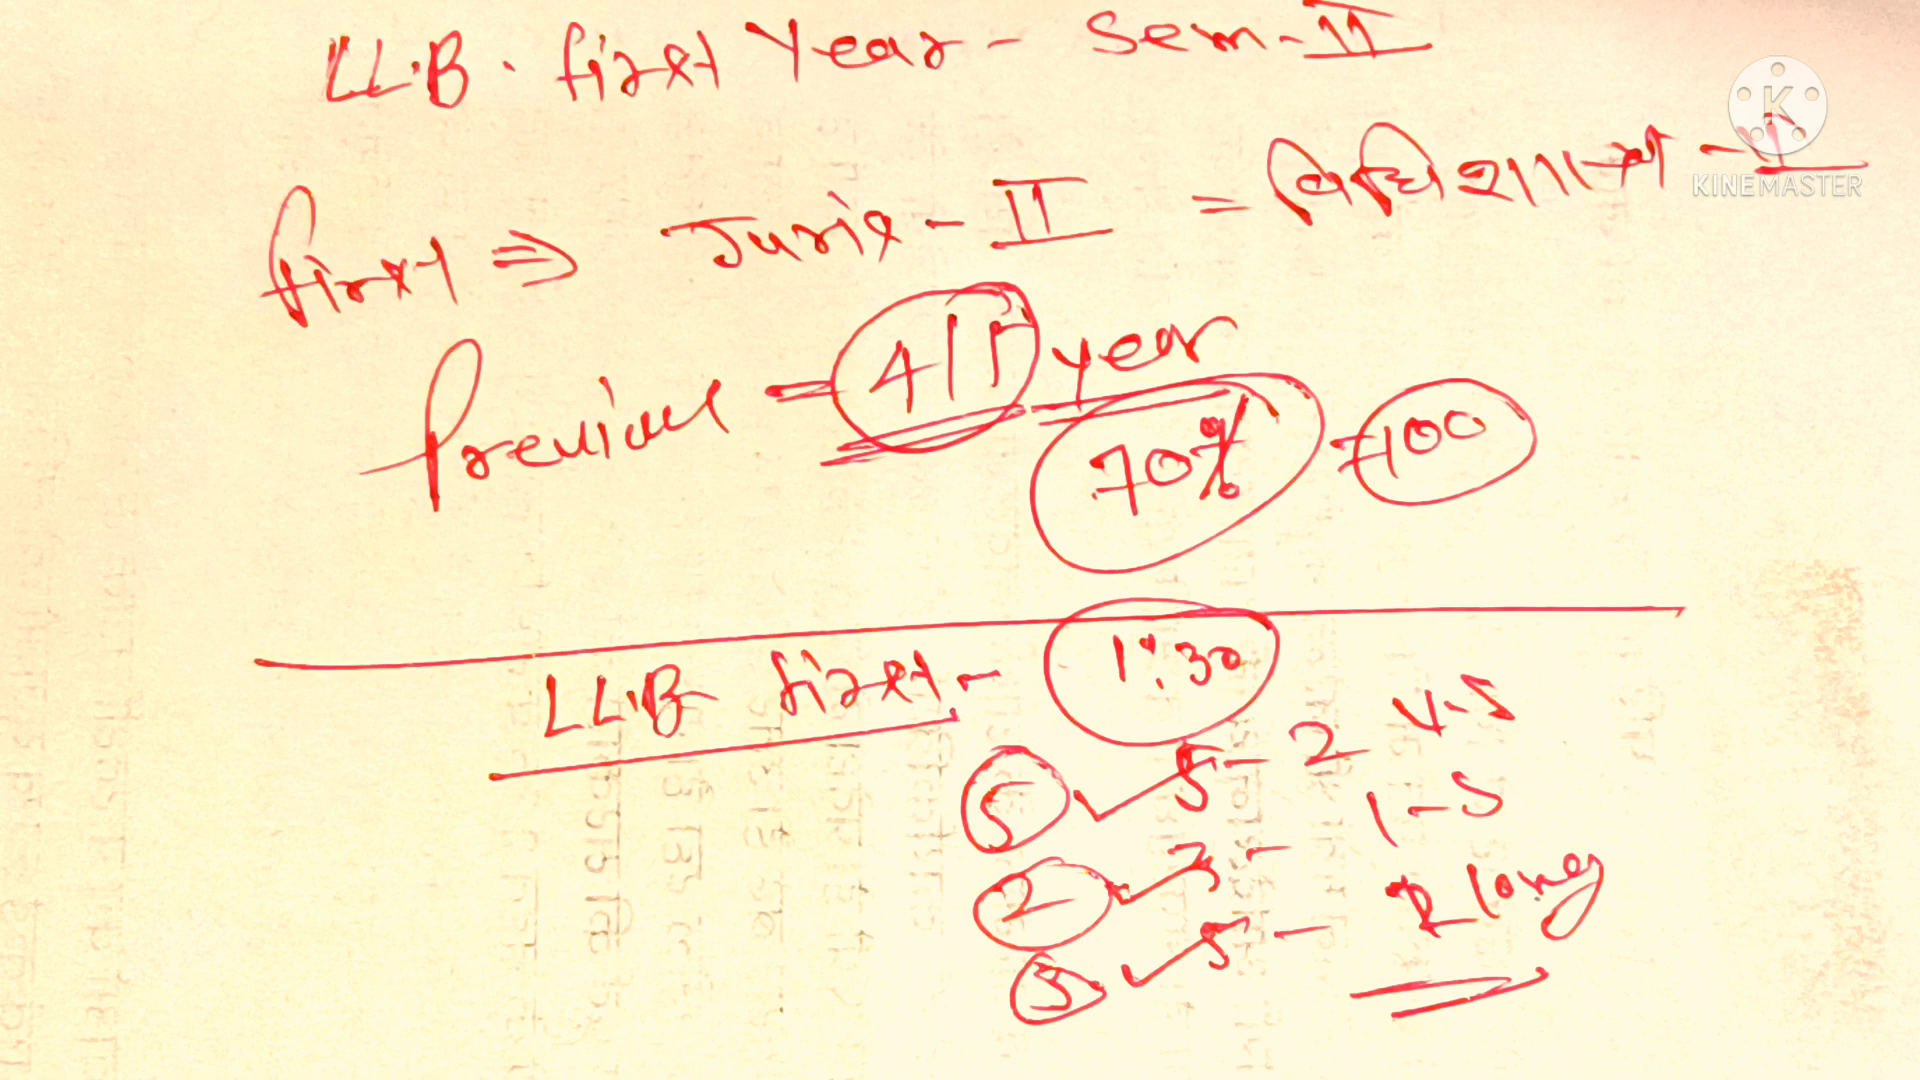 LL.B. first Year - Sem-II
first ⇒ Juris-II = विधिशास्त्र - II
KINEMASTER
Previous = 4/5 year
70% 100
LL.B first - 1:30
5 ✓ 5 - 2 V-S
2 ✓ 3 - 1 - S
3 ✓ 5 - 2 long